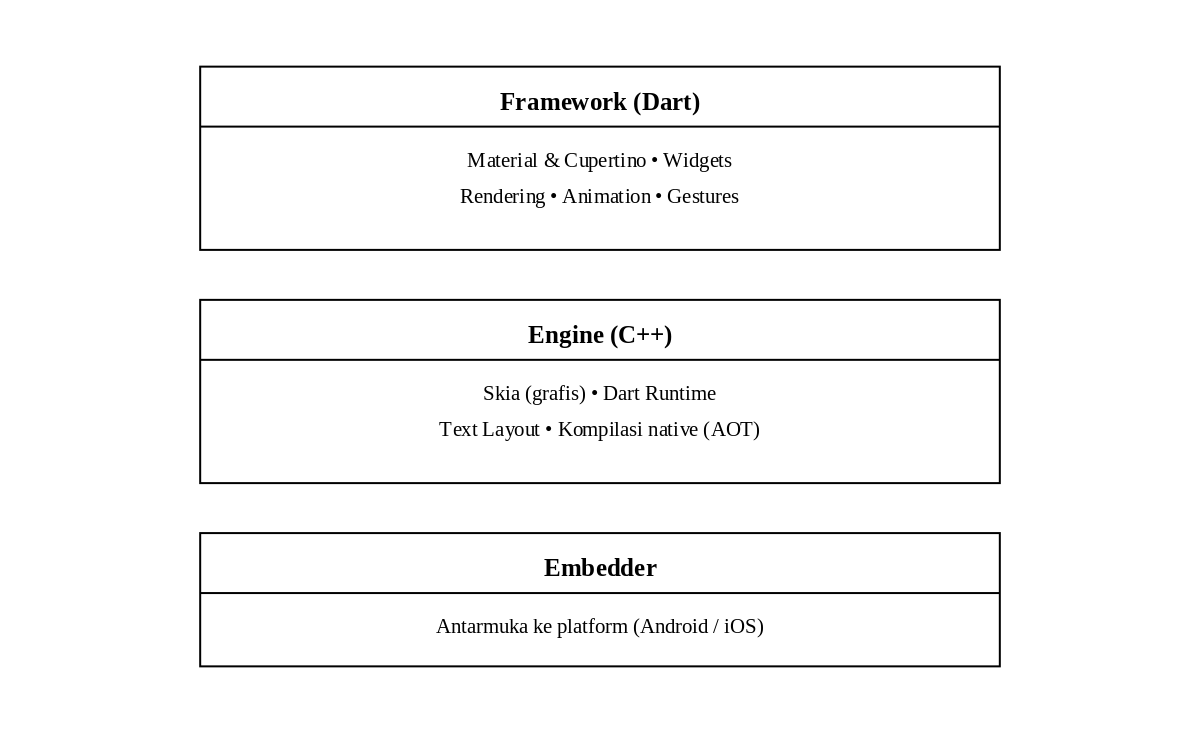 Framework (Dart)
Material & Cupertino • Widgets
Rendering • Animation • Gestures
Engine (C++)
Skia (grafis) • Dart Runtime
Text Layout • Kompilasi native (AOT)
Embedder
Antarmuka ke platform (Android / iOS)